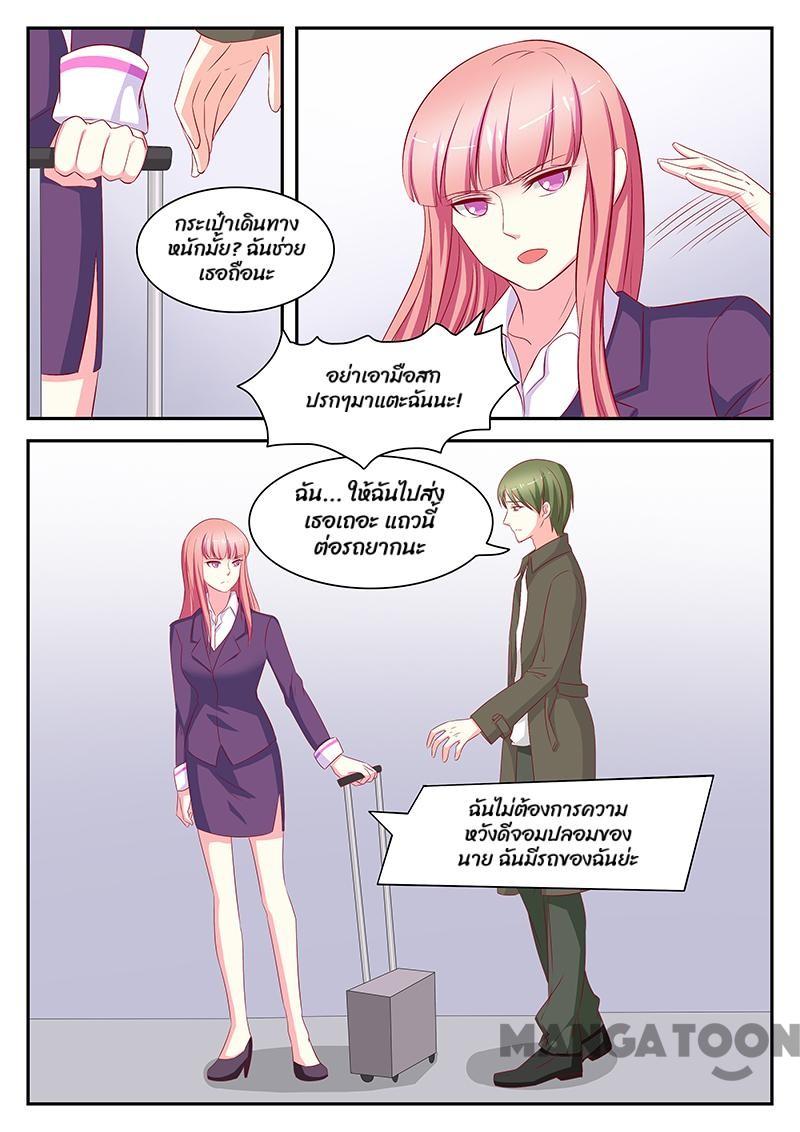 กระเป๋าเดินทาง
หนักมั้ย? ฉันช่วย
เธอถือนะ
อย่าเอามือสก
ปรกๆมาแตะฉันนะ!
ฉัน... ให้ฉันไปส่ง
เธอเถอะ แถวนี้
ต่อรถยากนะ
ฉันไม่ต้องการความ
หวังดีจอมปลอมของ
นาย ฉันมีรถของฉันย่ะ
MANGATOON